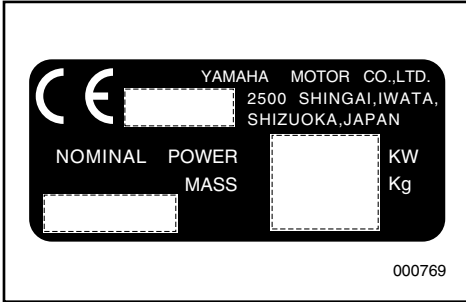 CE
YAMAHA MOTOR CO.,LTD.
2500 SHINGAI,IWATA,
SHIZUOKA,JAPAN
NOMINAL POWER KW
MASS Kg
000769